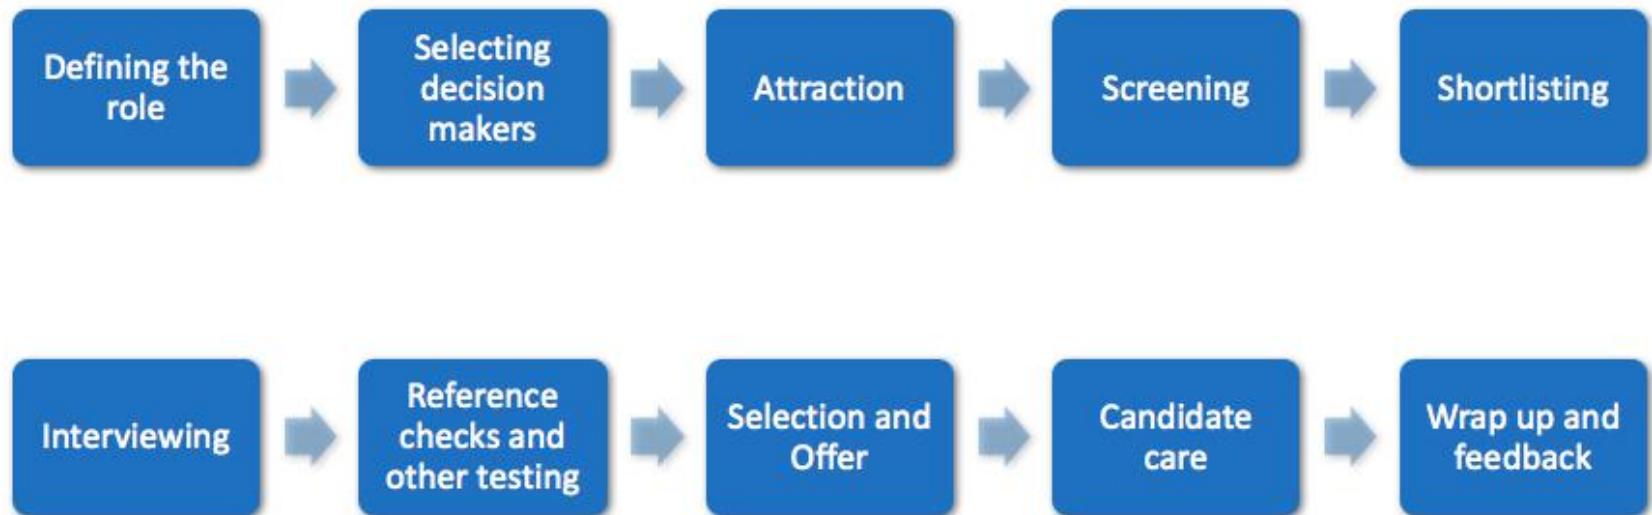 Defining the
role
Selecting
decision
makers
Attraction
Screening
Shortlisting
Interviewing
Reference
checks and
other testing
Selection and
Offer
Candidate
care
Wrap up and
feedback